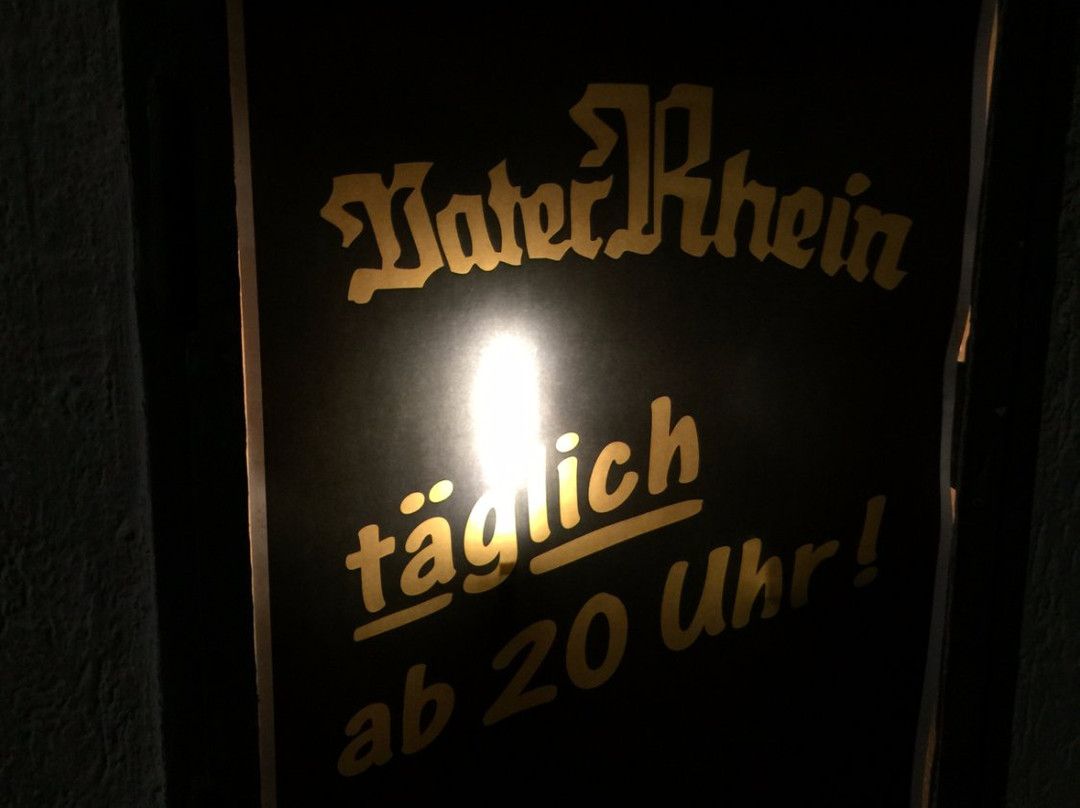 Vater Rhein
täglich
ab 20 Uhr!